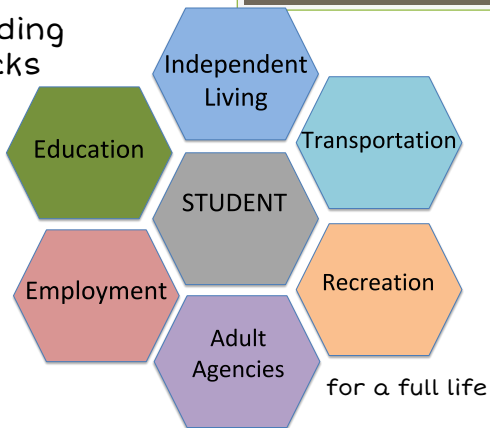 ding
cks
Independent
Living
Education
Transportation
STUDENT
Employment
Recreation
Adult
Agencies
for a full life